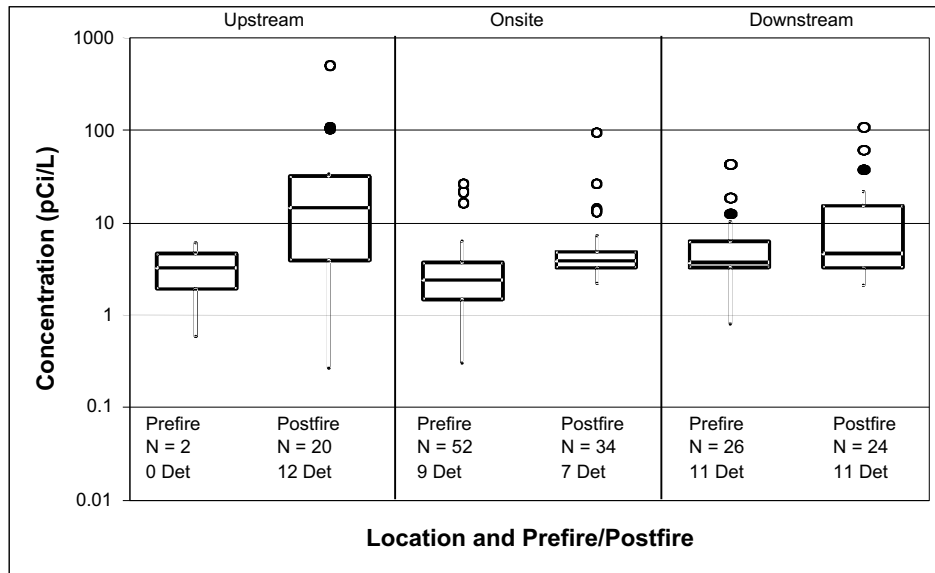 Upstream Onsite Downstream
1000
100
10
1
0.1
0.01
Concentration (pCi/L)
Prefire Postfire Prefire Postfire Prefire Postfire
N = 2 N = 20 N = 52 N = 34 N = 26 N = 24
0 Det 12 Det 9 Det 7 Det 11 Det 11 Det
Location and Prefire/Postfire